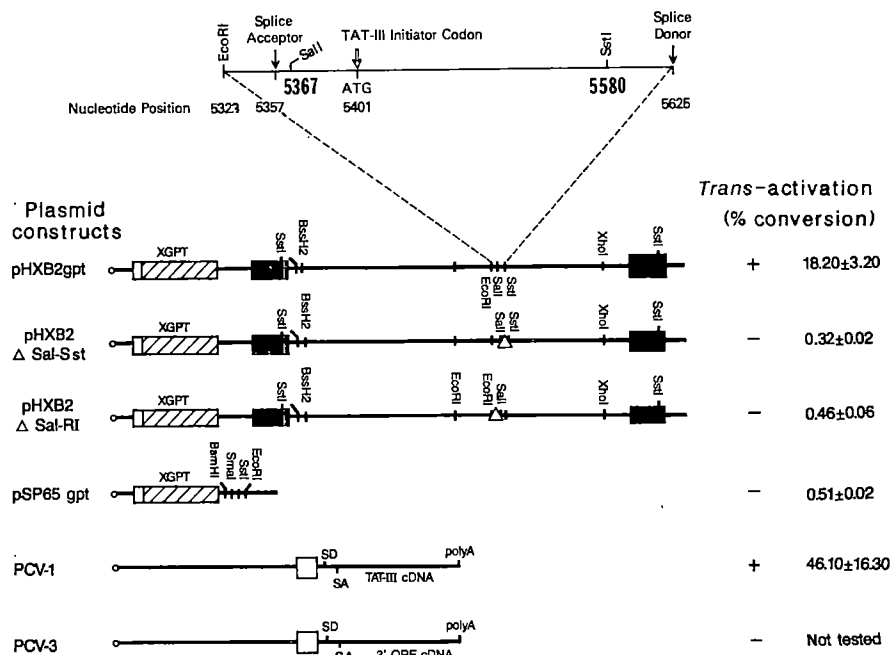 EcoRI
Splice Acceptor
SalI
TAT-III Initiator Codon
SstI
Splice Donor
5367
ATG
5580
Nucleotide Position
5323
5357
5401
5625
Trans-activation
(% conversion)
Plasmid constructs
pHXB2gpt
XGPT
SstI
BssH2
EcoRI
SalI
SstI
XhoI
SstI
+
18.20±3.20
pHXB2
△ Sal-Sst
XGPT
SstI
BssH2
SalI
SstI
XhoI
SstI
−
0.32±0.02
pHXB2
△ Sal-RI
XGPT
SstI
BssH2
EcoRI
EcoRI
SalI
XhoI
SstI
−
0.46±0.06
pSP65 gpt
XGPT
BamHI
SmaI
SstI
EcoRI
−
0.51±0.02
PCV-1
SD
SA
TAT-III cDNA
polyA
+
46.10±16.30
PCV-3
SD
SA
3' ORF cDNA
polyA
−
Not tested